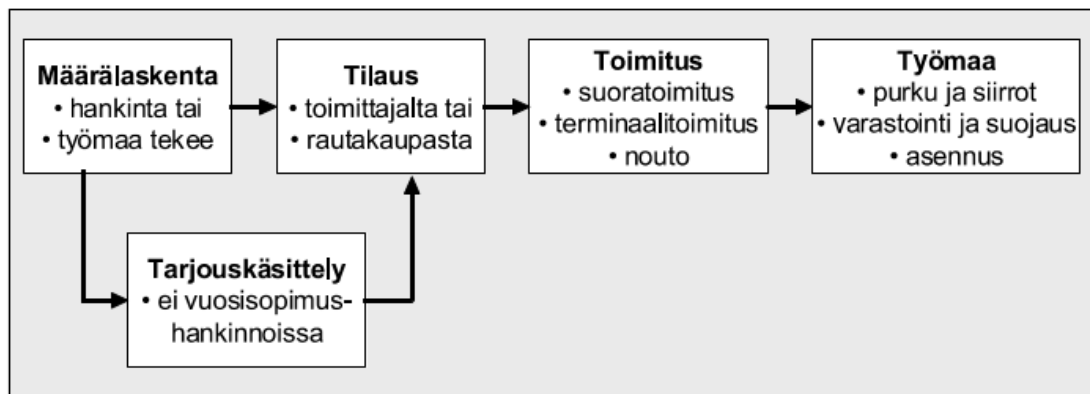 Määrälaskenta
• hankinta tai
• työmaa tekee
Tilaus
• toimittajalta tai
• rautakaupasta
Toimitus
• suoratoimitus
• terminaalitoimitus
• nouto
Työmaa
• purku ja siirrot
• varastointi ja suojaus
• asennus
Tarjouskäsittely
• ei vuosisopimus-
hankinnoissa